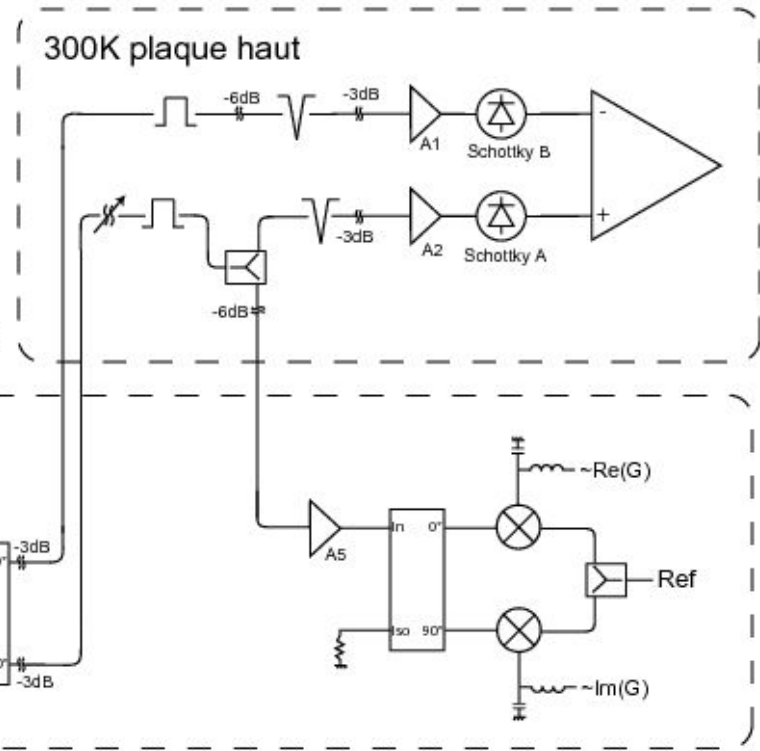 300K plaque haut
-6dB
-3dB
A1
Schottky B
-
-3dB
A2
Schottky A
+
-6dB
~Re(G)
-3dB
A5
In 0°
Ref
Iso 90°
-3dB
~Im(G)